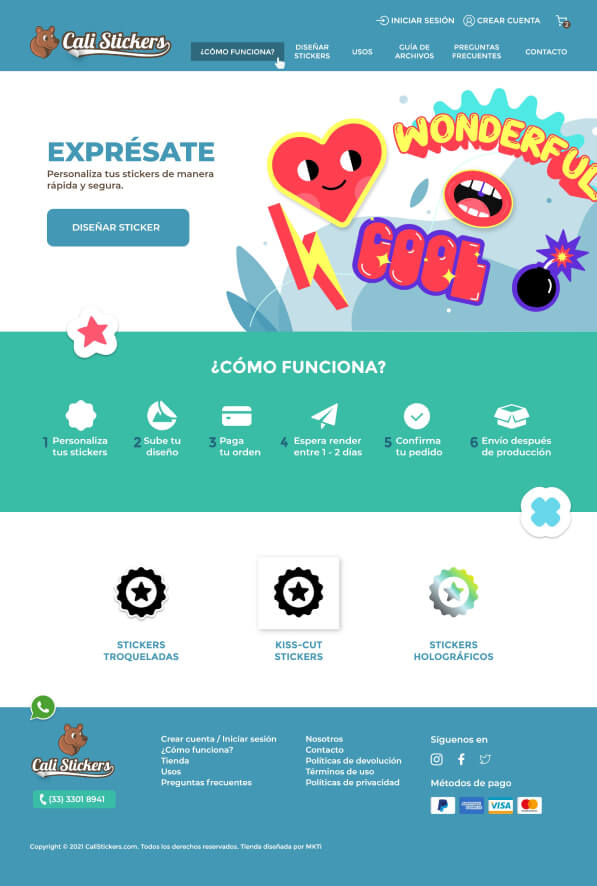 Cali Stickers
INICIAR SESIÓN
CREAR CUENTA
2
¿CÓMO FUNCIONA?
DISEÑAR
STICKERS
USOS
GUÍA DE
ARCHIVOS
PREGUNTAS
FRECUENTES
CONTACTO
EXPRÉSATE
Personaliza tus stickers de manera
rápida y segura.
DISEÑAR STICKER
WONDERFUL
COOL
¿CÓMO FUNCIONA?
1 Personaliza
tus stickers
2 Sube tu
diseño
3 Paga
tu orden
4 Espera render
entre 1 - 2 días
5 Confirma
tu pedido
6 Envío después
de producción
STICKERS
TROQUELADAS
KISS-CUT
STICKERS
STICKERS
HOLOGRÁFICOS
Cali Stickers
(33) 3301 8941
Crear cuenta / Iniciar sesión
¿Cómo funciona?
Tienda
Usos
Preguntas frecuentes
Nosotros
Contacto
Políticas de devolución
Términos de uso
Políticas de privacidad
Síguenos en
Métodos de pago
VISA
Copyright © 2021 CaliStickers.com. Todos los derechos reservados. Tienda diseñada por MKTi